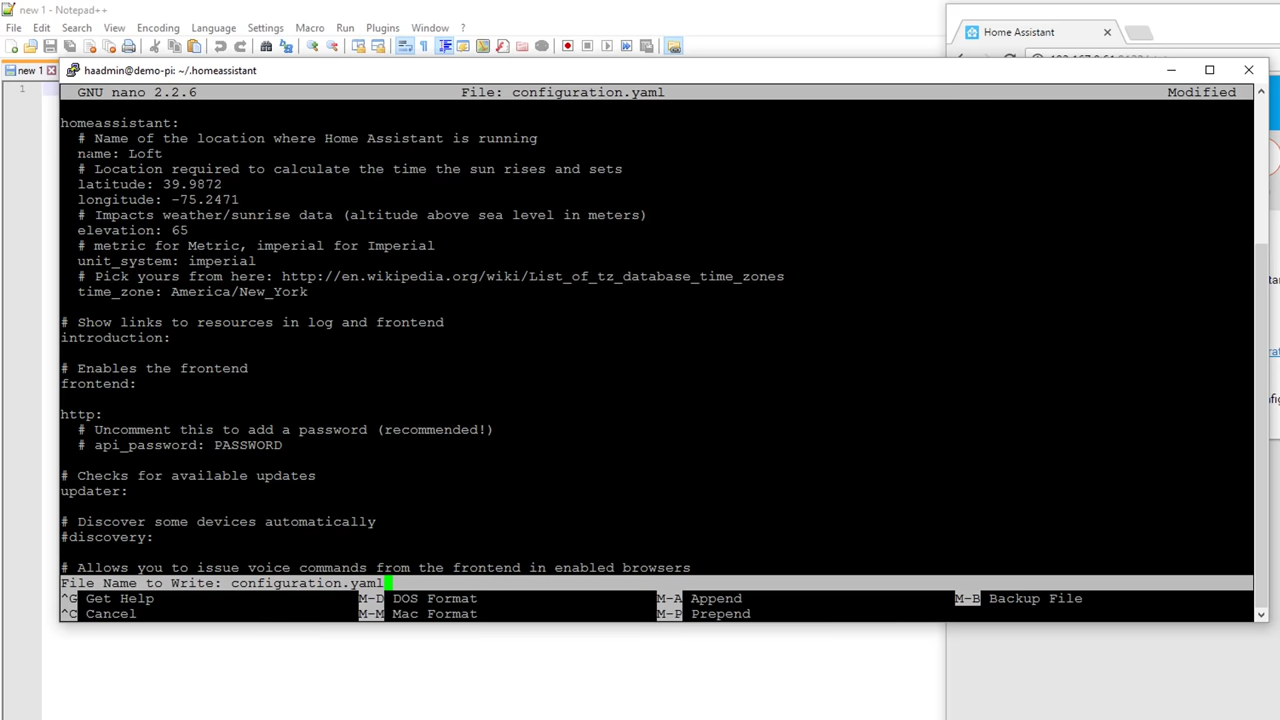 new 1 - Notepad++
File Edit Search View Encoding Language Settings Macro Run Plugins Window
Home Assistant
new 1
haadmin@demo-pi: ~/.homeassistant
1
GNU nano 2.2.6 File: configuration.yaml Modified
homeassistant:
# Name of the location where Home Assistant is running
name: Loft
# Location required to calculate the time the sun rises and sets
latitude: 39.9872
longitude: -75.2471
# Impacts weather/sunrise data (altitude above sea level in meters)
elevation: 65
# metric for Metric, imperial for Imperial
unit_system: imperial
# Pick yours from here: http://en.wikipedia.org/wiki/List_of_tz_database_time_zones
time_zone: America/New_York
# Show links to resources in log and frontend
introduction:
# Enables the frontend
frontend:
http:
# Uncomment this to add a password (recommended!)
# api_password: PASSWORD
# Checks for available updates
updater:
# Discover some devices automatically
#discovery:
# Allows you to issue voice commands from the frontend in enabled browsers
File Name to Write: configuration.yaml
^G Get Help M-D DOS Format M-A Append M-B Backup File
^C Cancel M-M Mac Format M-P Prepend